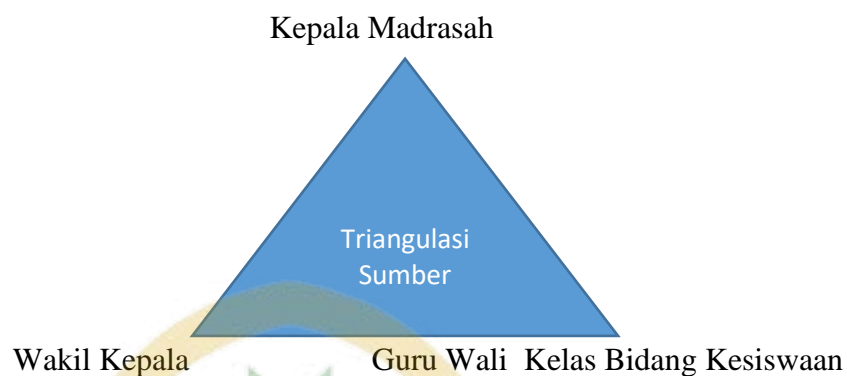 Kepala Madrasah
Triangulasi
Sumber
Wakil Kepala Guru Wali Kelas Bidang Kesiswaan